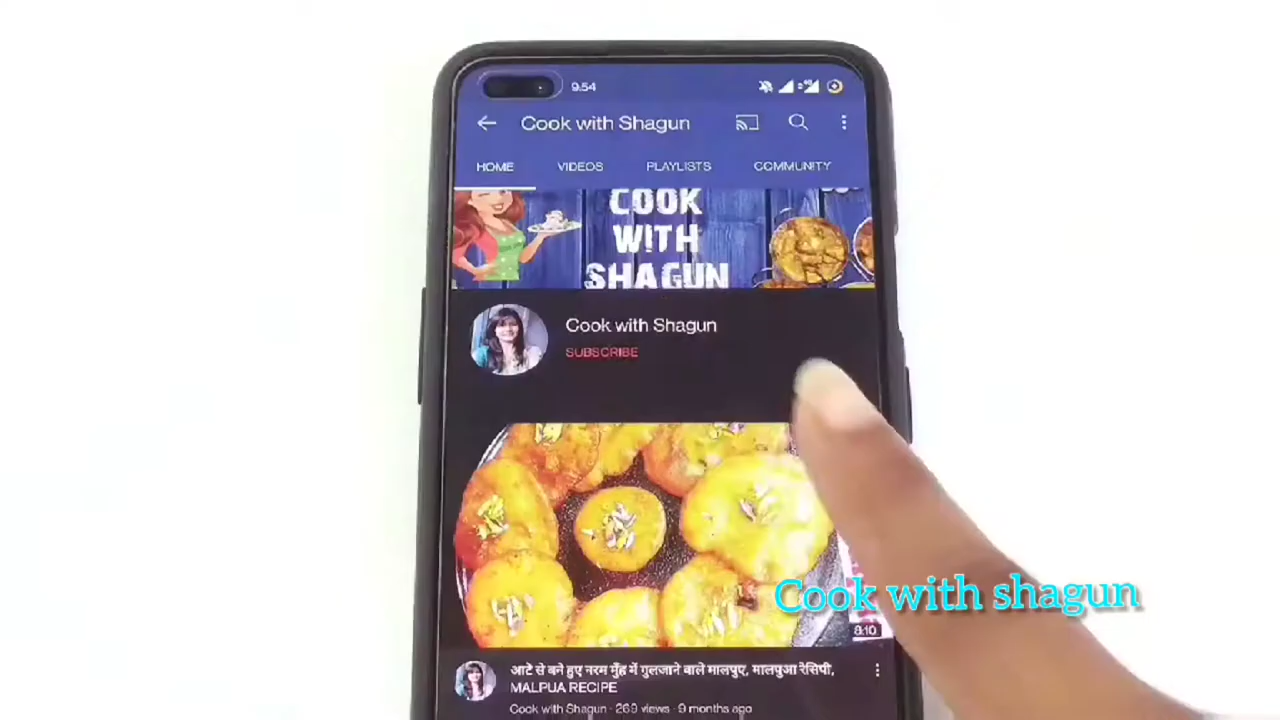 9.54
Cook with Shagun
HOME VIDEOS PLAYLISTS COMMUNITY
COOK
WITH
SHAGUN
Cook with Shagun
SUBSCRIBE
Cook with shagun
8:10
आटे से बने हुए नरम मुँह में गुलजाने वाले मालपुए, मालपुआ रेसिपी,
MALPUA RECIPE
Cook with Shagun · 269 views · 9 months ago